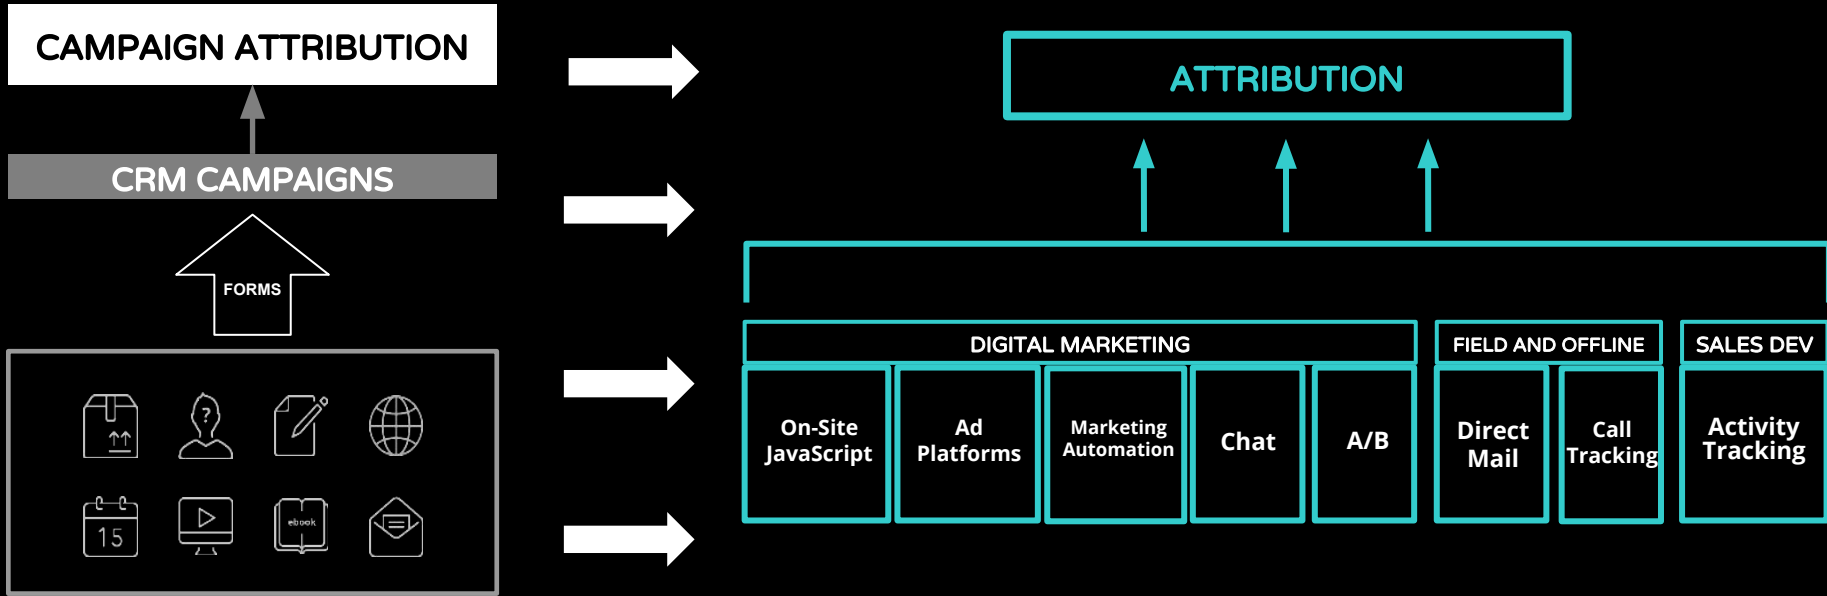 CAMPAIGN ATTRIBUTION
CRM CAMPAIGNS
FORMS
?
15
ebook
ATTRIBUTION
DIGITAL MARKETING
On-Site
JavaScript
Ad
Platforms
Marketing
Automation
Chat
A/B
FIELD AND OFFLINE
Direct
Mail
Call
Tracking
SALES DEV
Activity
Tracking